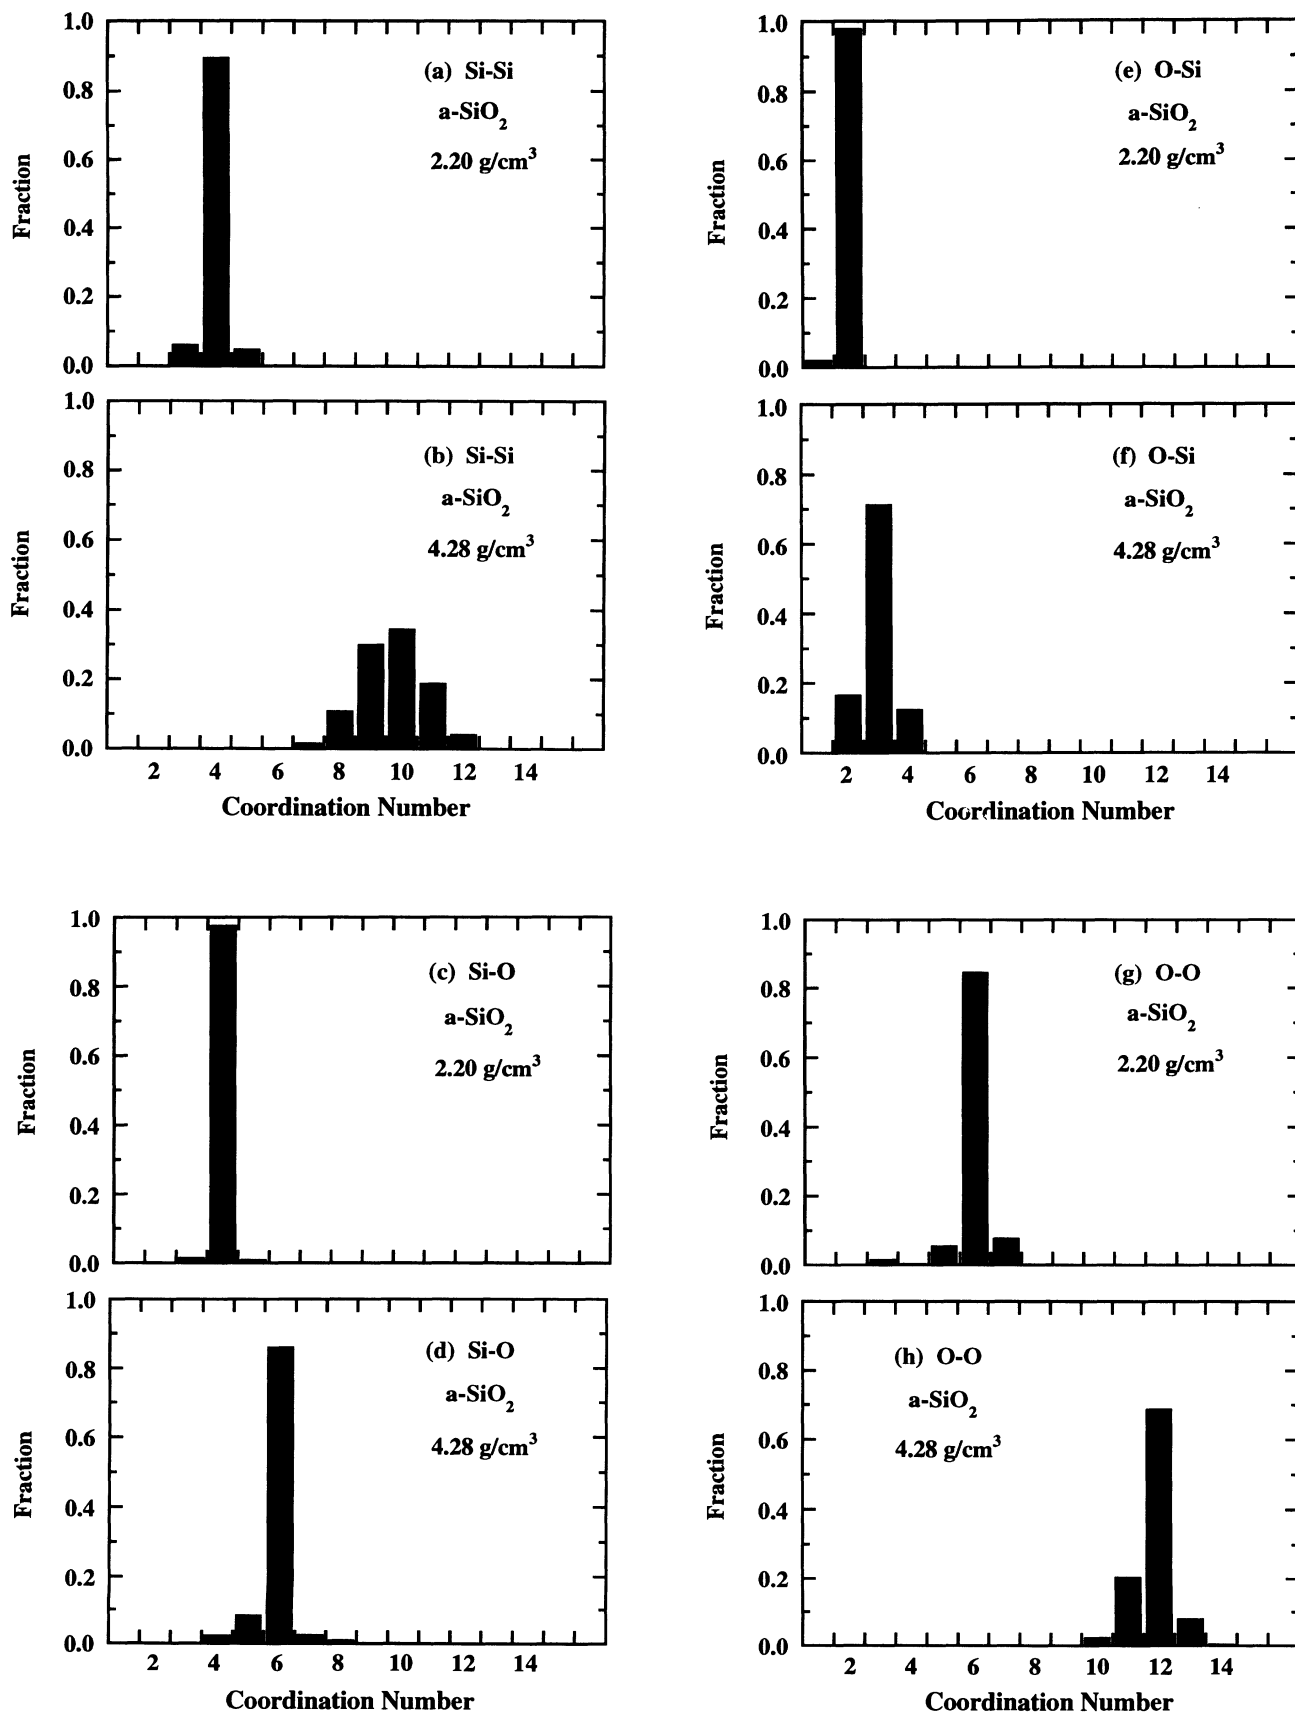 1.0
0.8
0.6
0.4
0.2
0.0
Fraction
(a) Si-Si
a-SiO2
2.20 g/cm3
1.0
0.8
0.6
0.4
0.2
0.0
Fraction
(b) Si-Si
a-SiO2
4.28 g/cm3
2 4 6 8 10 12 14
Coordination Number
1.0
0.8
0.6
0.4
0.2
0.0
Fraction
(e) O-Si
a-SiO2
2.20 g/cm3
1.0
0.8
0.6
0.4
0.2
0.0
Fraction
(f) O-Si
a-SiO2
4.28 g/cm3
2 4 6 8 10 12 14
Coordination Number
1.0
0.8
0.6
0.4
0.2
0.0
Fraction
(c) Si-O
a-SiO2
2.20 g/cm3
1.0
0.8
0.6
0.4
0.2
0.0
Fraction
(d) Si-O
a-SiO2
4.28 g/cm3
2 4 6 8 10 12 14
Coordination Number
1.0
0.8
0.6
0.4
0.2
0.0
Fraction
(g) O-O
a-SiO2
2.20 g/cm3
1.0
0.8
0.6
0.4
0.2
0.0
Fraction
(h) O-O
a-SiO2
4.28 g/cm3
2 4 6 8 10 12 14
Coordination Number